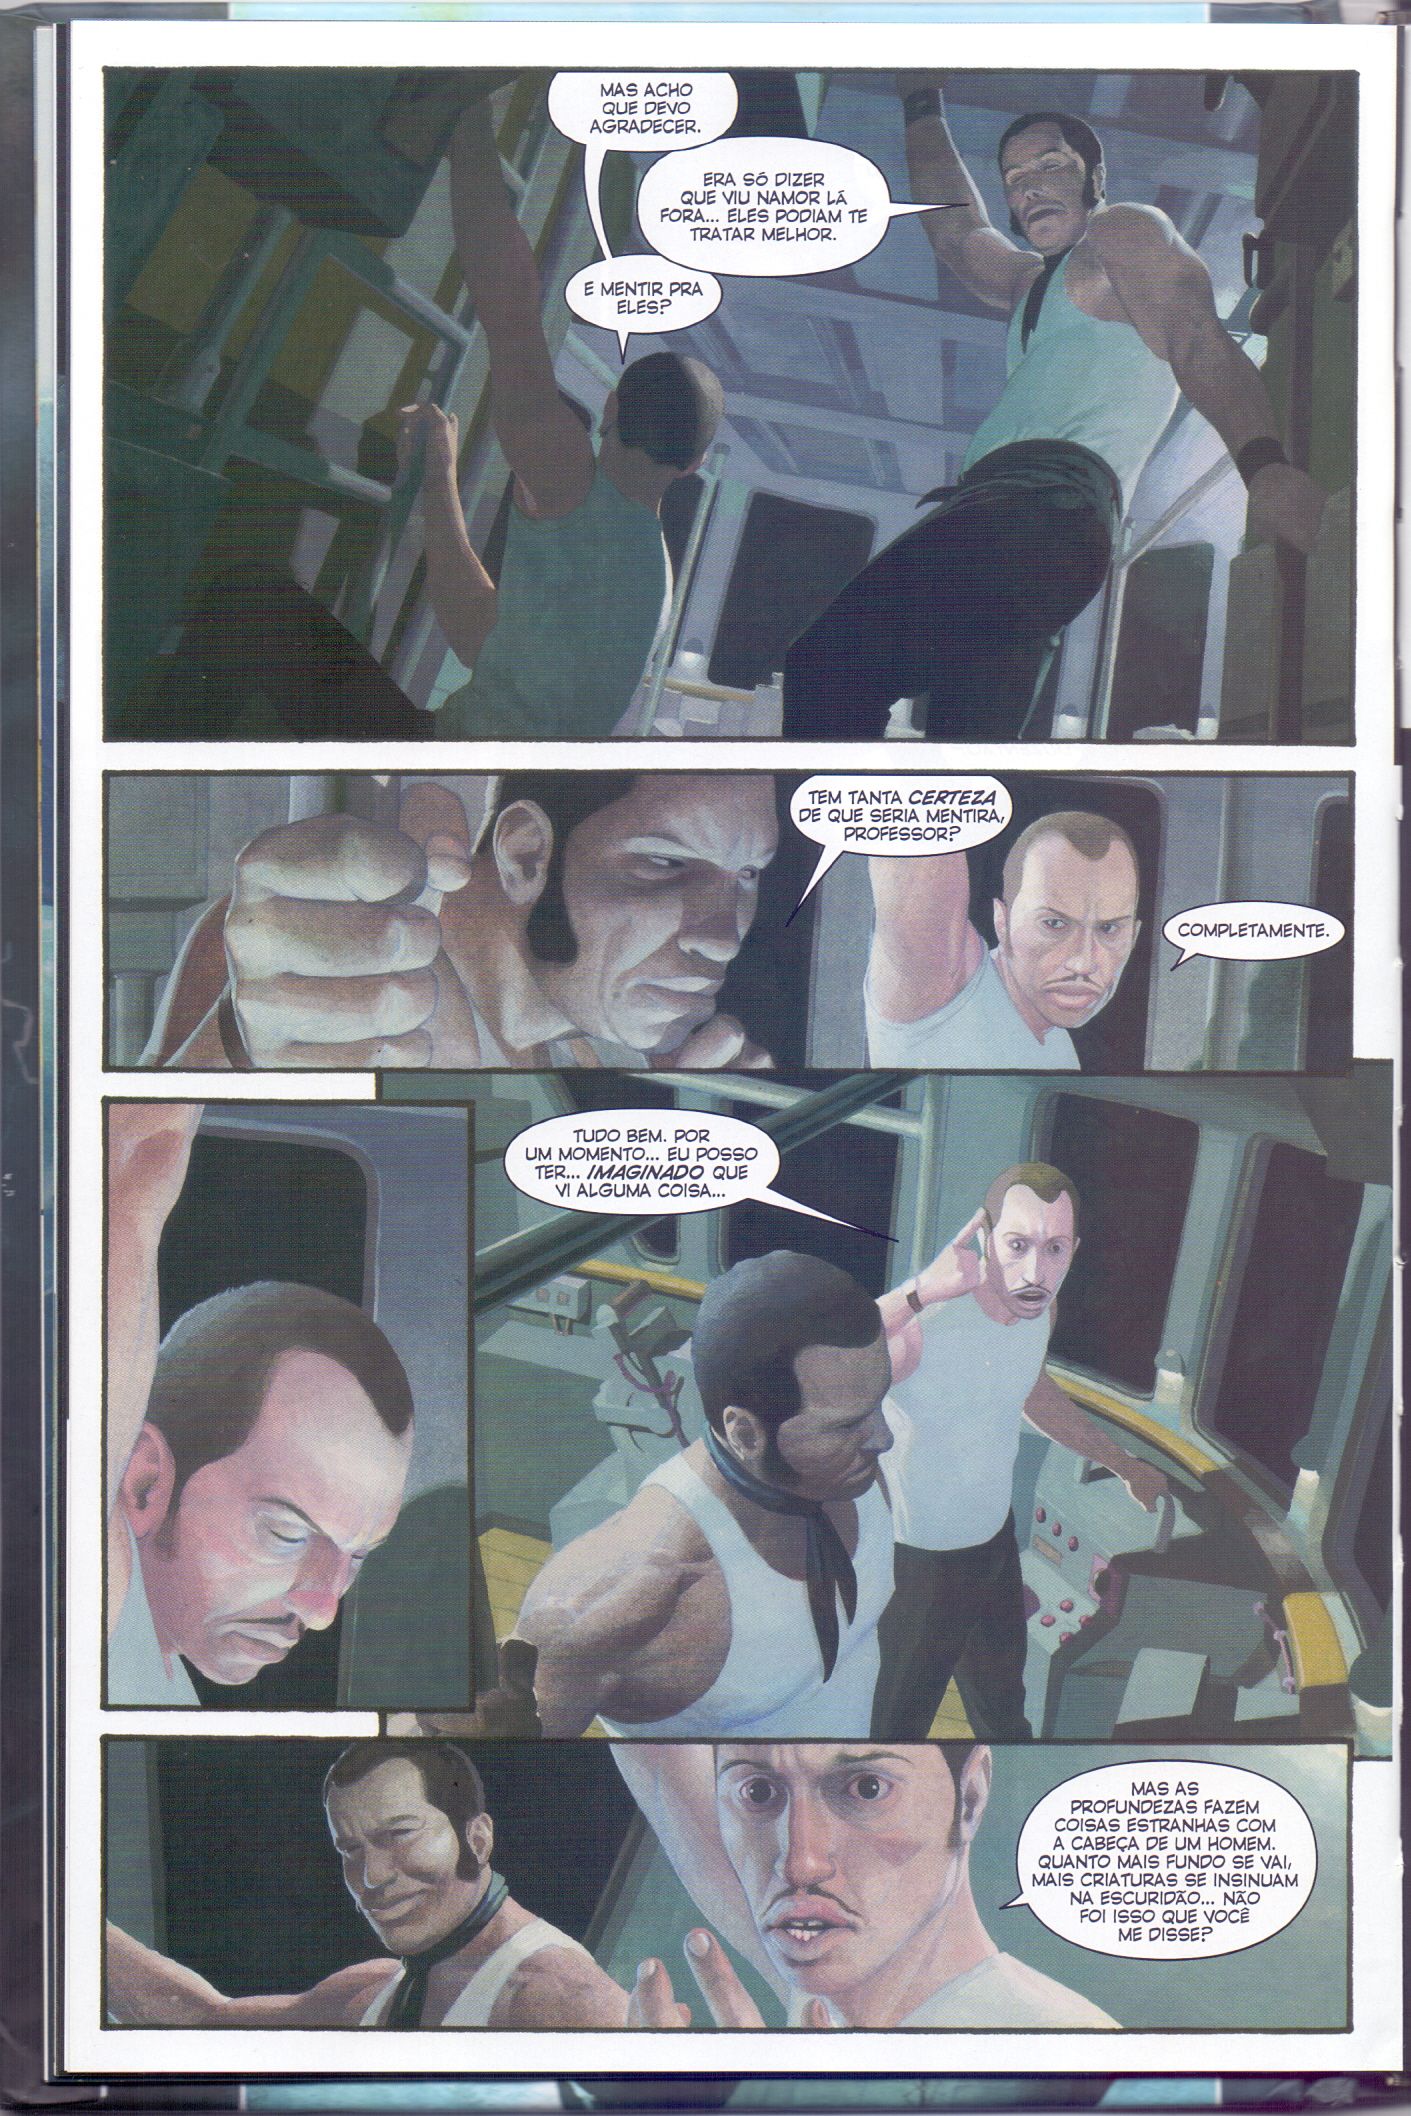 MAS ACHO
QUE DEVO
AGRADECER.
ERA SÓ DIZER
QUE VIU NAMOR LÁ
FORA... ELES PODIAM TE
TRATAR MELHOR.
E MENTIR PRA
ELES?
TEM TANTA CERTEZA
DE QUE SERIA MENTIRA,
PROFESSOR?
COMPLETAMENTE.
TUDO BEM. POR
UM MOMENTO... EU POSSO
TER... IMAGINADO QUE
VI ALGUMA COISA...
MAS AS
PROFUNDEZAS FAZEM
COISAS ESTRANHAS COM
A CABEÇA DE UM HOMEM.
QUANTO MAIS FUNDO SE VAI,
MAIS CRIATURAS SE INSINUAM
NA ESCURIDÃO... NÃO
FOI ISSO QUE VOCÊ
ME DISSE?